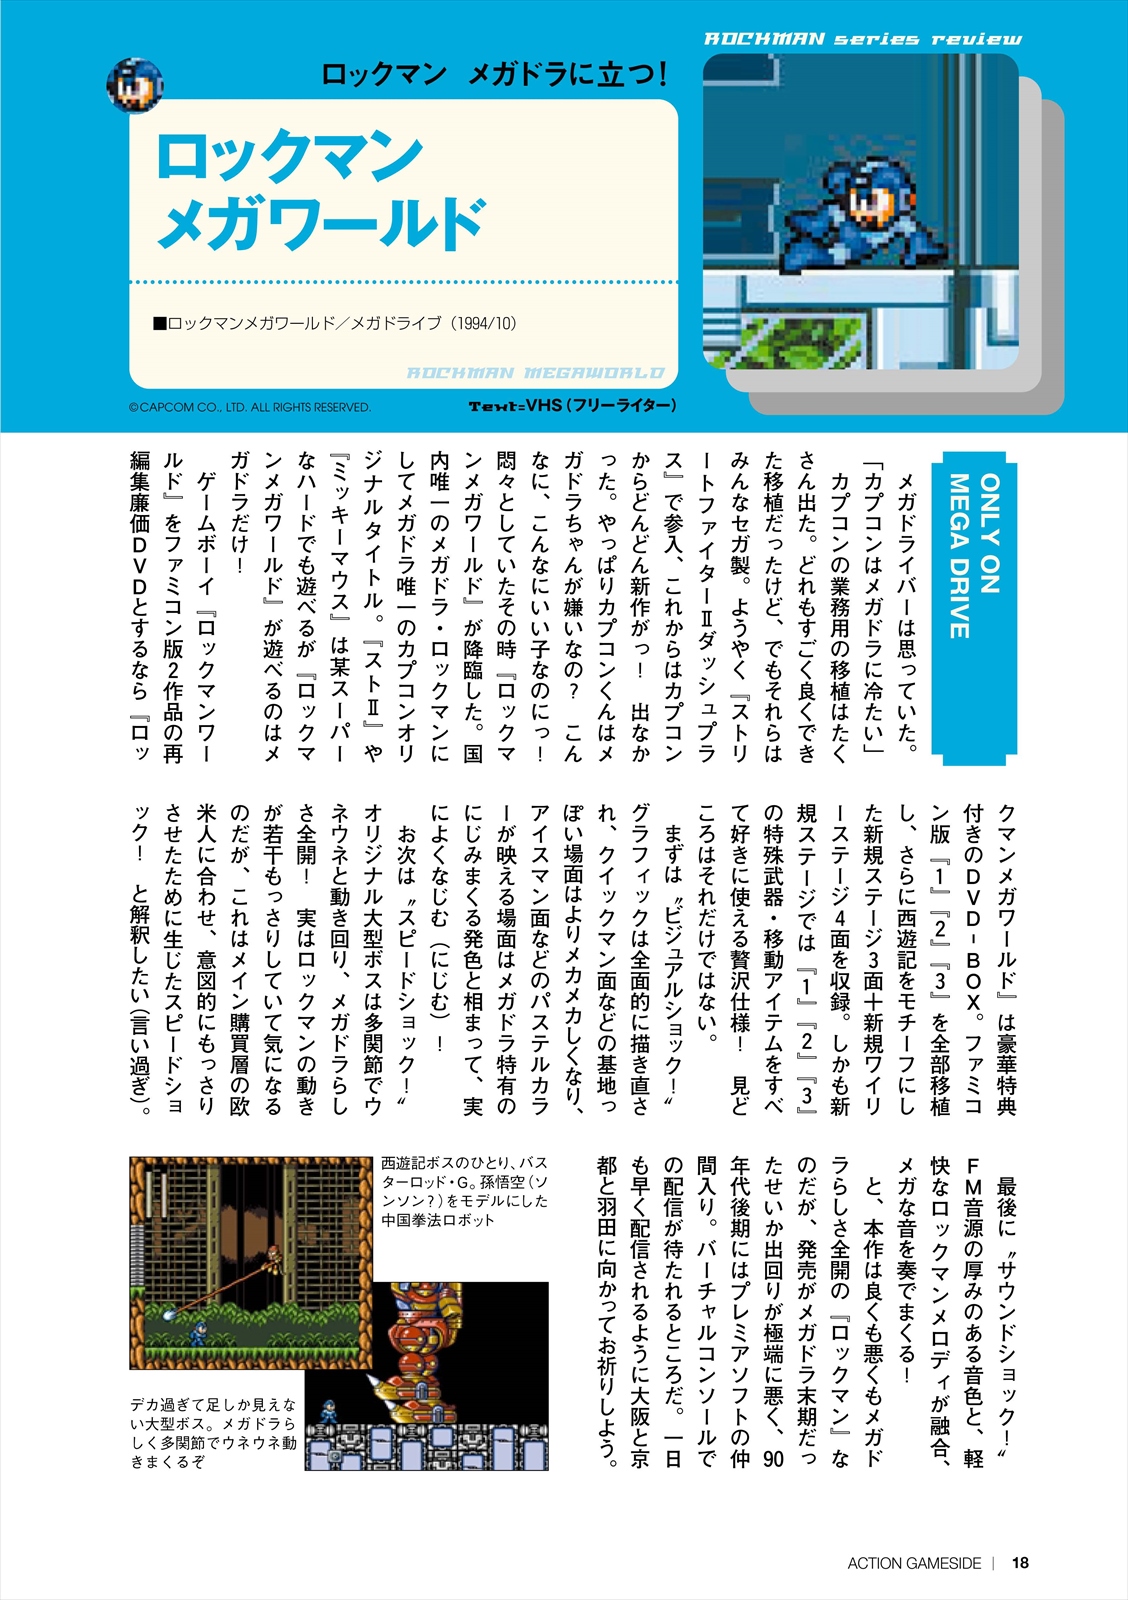 ROCKMAN series review
ロックマン　メガドラに立つ！
ロックマン
メガワールド
■ロックマンメガワールド／メガドライブ（1994/10）
ROCKMAN MEGAWORLD
©CAPCOM CO., LTD. ALL RIGHTS RESERVED.
Text=VHS（フリーライター）
ONLY ON
MEGA DRIVE
　メガドライバーは思っていた。
「カプコンはメガドラに冷たい」
　カプコンの業務用の移植はたく
さん出た。どれもすごく良くでき
た移植だったけど、でもそれらは
みんなセガ製。ようやく『ストリ
ートファイターⅡダッシュプラ
ス』で参入、これからはカプコン
からどんどん新作がっ！　出なか
った。やっぱりカプコンくんはメ
ガドラちゃんが嫌いなの？　こん
なに、こんなにいい子なのにっ！
悶々としていたその時『ロックマ
ンメガワールド』が降臨した。国
内唯一のメガドラ・ロックマンに
してメガドラ唯一のカプコンオリ
ジナルタイトル。『ストⅡ』や
『ミッキーマウス』は某スーパー
なハードでも遊べるが『ロックマ
ンメガワールド』が遊べるのはメ
ガドラだけ！
　ゲームボーイ『ロックマンワー
ルド』をファミコン版２作品の再
編集廉価ＤＶＤとするなら『ロッ
クマンメガワールド』は豪華特典
付きのＤＶＤ-ＢＯＸ。ファミコ
ン版『１』『２』『３』を全部移植
し、さらに西遊記をモチーフにし
た新規ステージ３面＋新規ワイリ
ーステージ４面を収録。しかも新
規ステージでは『１』『２』『３』
の特殊武器・移動アイテムをすべ
て好きに使える贅沢仕様！　見ど
ころはそれだけではない。
　まずは〝ビジュアルショック！〟
グラフィックは全面的に描き直さ
れ、クイックマン面などの基地っ
ぽい場面はよりメカメカしくなり、
アイスマン面などのパステルカラ
ーが映える場面はメガドラ特有の
にじみまくる発色と相まって、実
によくなじむ（にじむ）！
　お次は〝スピードショック！〟
オリジナル大型ボスは多関節でウ
ネウネと動き回り、メガドラらし
さ全開！　実はロックマンの動き
が若干もっさりしていて気になる
のだが、これはメイン購買層の欧
米人に合わせ、意図的にもっさり
させたために生じたスピードショ
ック！　と解釈したい（言い過ぎ）。
　最後に〝サウンドショック！〟
ＦＭ音源の厚みのある音色と、軽
快なロックマンメロディが融合、
メガな音を奏でまくる！
　と、本作は良くも悪くもメガド
ラらしさ全開の『ロックマン』な
のだが、発売がメガドラ末期だっ
たせいか出回りが極端に悪く、90
年代後期にはプレミアソフトの仲
間入り。バーチャルコンソールで
の配信が待たれるところだ。一日
も早く配信されるように大阪と京
都と羽田に向かってお祈りしよう。
西遊記ボスのひとり、バス
ターロッド・G。孫悟空（ソ
ンソン？）をモデルにした
中国拳法ロボット
デカ過ぎて足しか見えな
い大型ボス。メガドラら
しく多関節でウネウネ動
きまくるぞ
ACTION GAMESIDE | 18